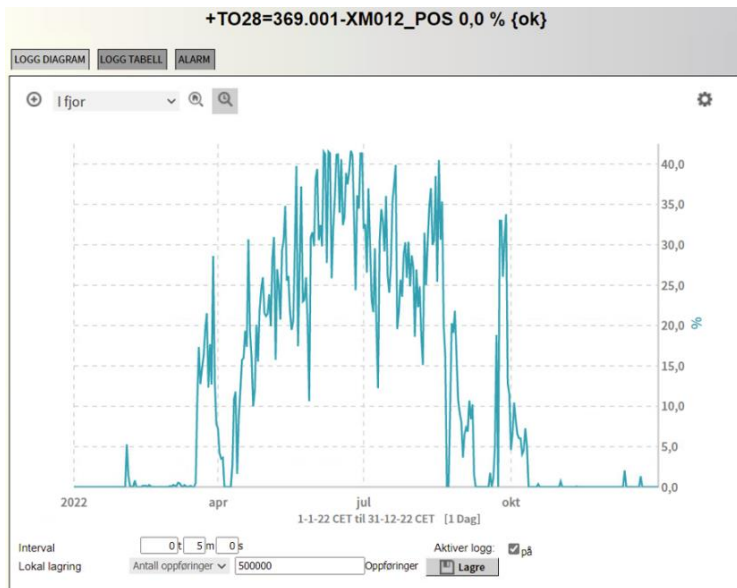 +TO28=369.001-XM012_POS 0,0 % {ok}
LOGG DIAGRAM LOGG TABELL ALARM
I fjor
40,0
35,0
30,0
25,0
20,0
%
15,0
10,0
5,0
0,0
2022 apr jul okt
1-1-22 CET til 31-12-22 CET [1 Dag]
Interval 0 t 5 m 0 s Aktiver logg: på
Lokal lagring Antall oppføringer 500000 Oppføringer Lagre